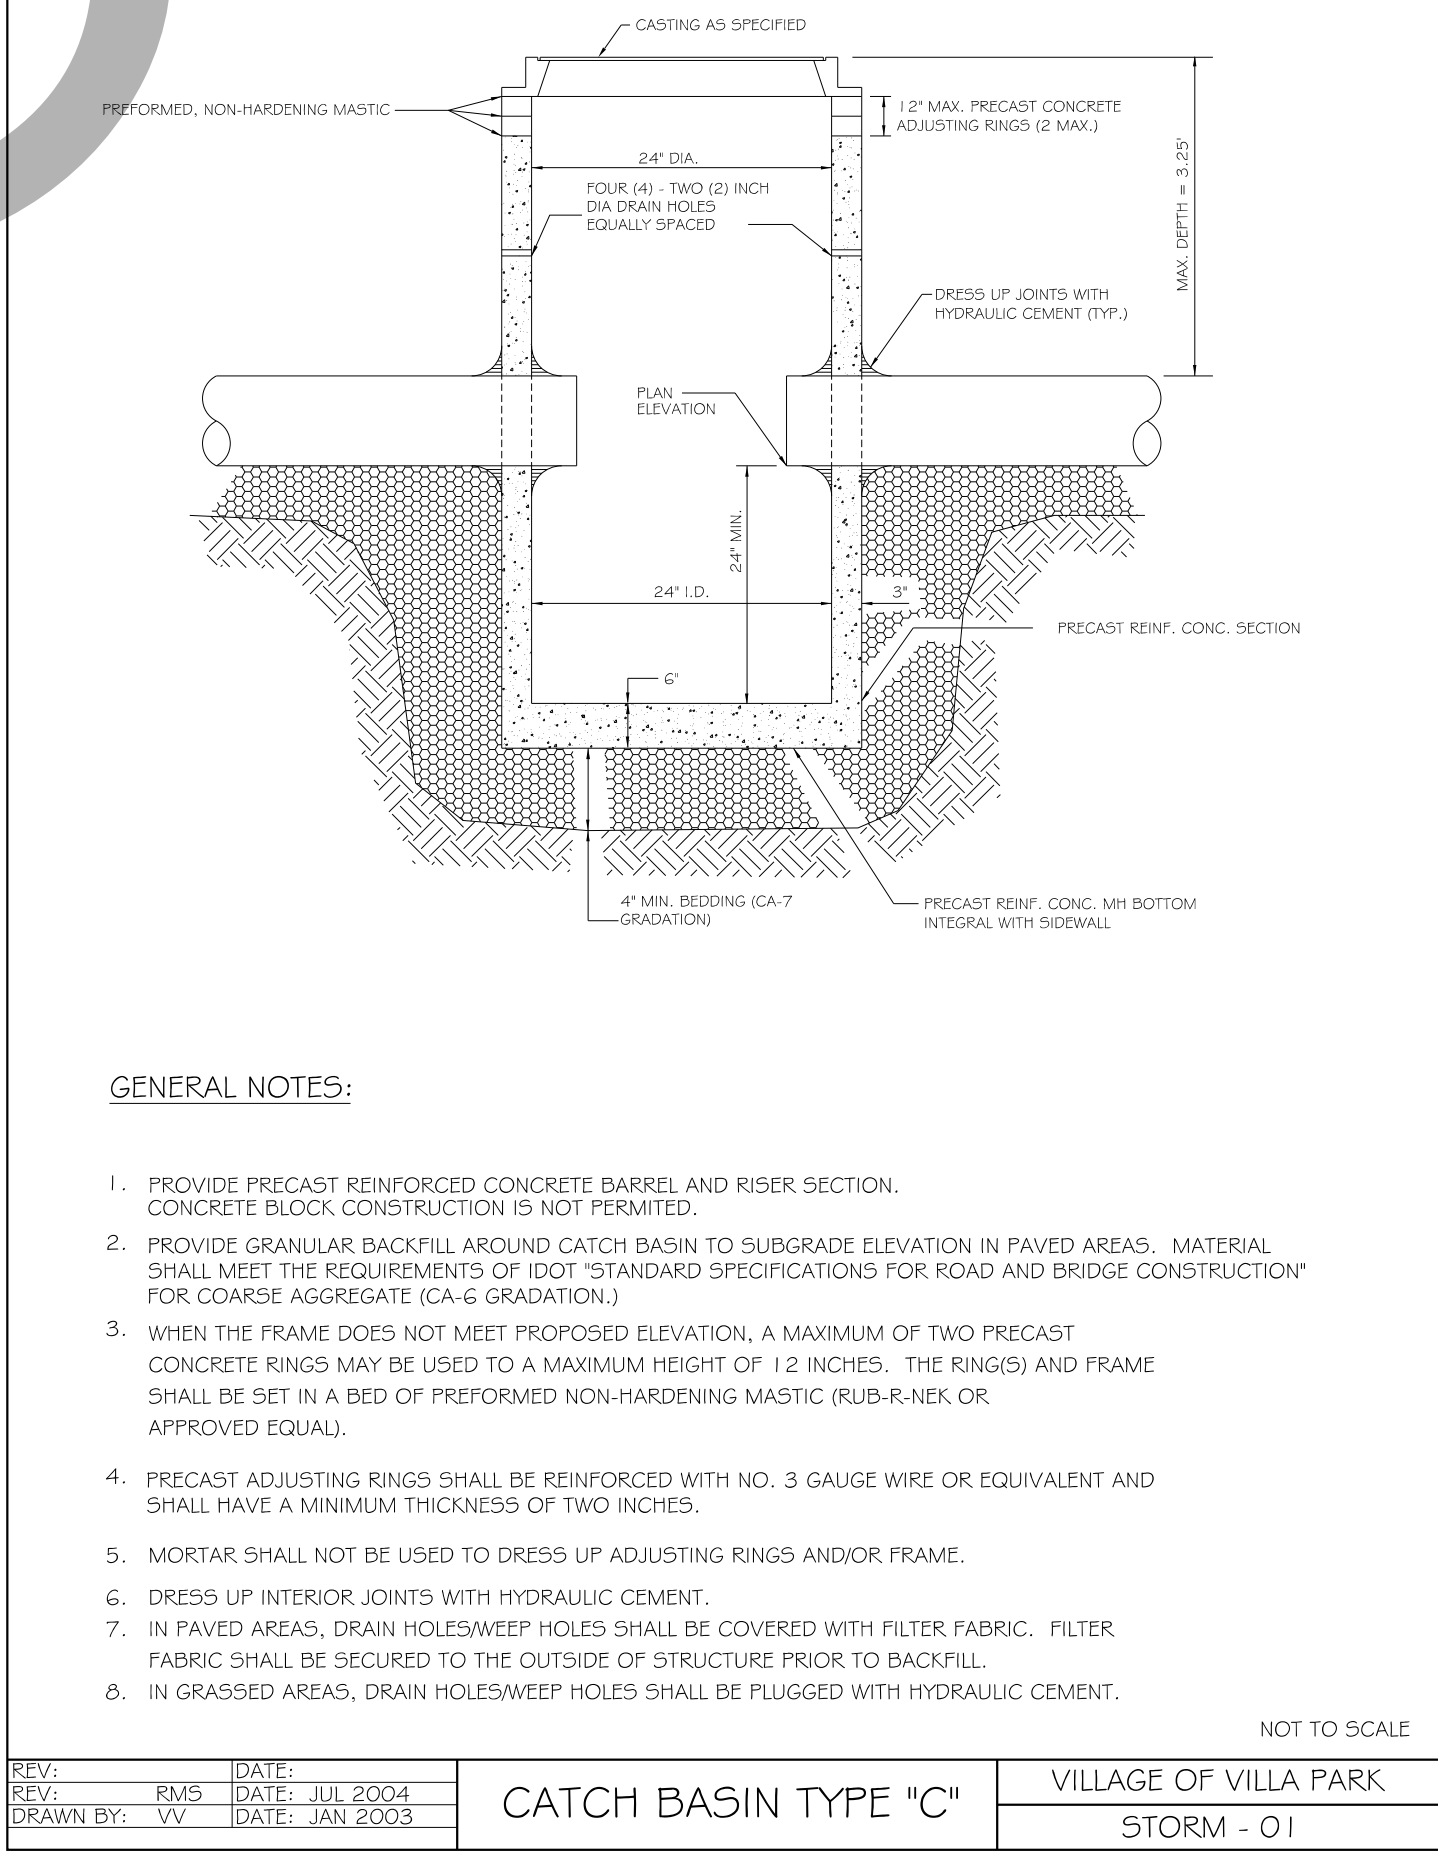 CASTING AS SPECIFIED
PREFORMED, NON-HARDENING MASTIC
12" MAX. PRECAST CONCRETE
ADJUSTING RINGS (2 MAX.)
24" DIA.
FOUR (4) - TWO (2) INCH
DIA DRAIN HOLES
EQUALLY SPACED
MAX. DEPTH = 3.25'
DRESS UP JOINTS WITH
HYDRAULIC CEMENT (TYP.)
PLAN
ELEVATION
24" MIN.
24" I.D.
3"
PRECAST REINF. CONC. SECTION
6"
4" MIN. BEDDING (CA-7
GRADATION)
PRECAST REINF. CONC. MH BOTTOM
INTEGRAL WITH SIDEWALL
GENERAL NOTES:
1. PROVIDE PRECAST REINFORCED CONCRETE BARREL AND RISER SECTION.
CONCRETE BLOCK CONSTRUCTION IS NOT PERMITED.
2. PROVIDE GRANULAR BACKFILL AROUND CATCH BASIN TO SUBGRADE ELEVATION IN PAVED AREAS. MATERIAL
SHALL MEET THE REQUIREMENTS OF IDOT "STANDARD SPECIFICATIONS FOR ROAD AND BRIDGE CONSTRUCTION"
FOR COARSE AGGREGATE (CA-6 GRADATION.)
3. WHEN THE FRAME DOES NOT MEET PROPOSED ELEVATION, A MAXIMUM OF TWO PRECAST
CONCRETE RINGS MAY BE USED TO A MAXIMUM HEIGHT OF 12 INCHES. THE RING(S) AND FRAME
SHALL BE SET IN A BED OF PREFORMED NON-HARDENING MASTIC (RUB-R-NEK OR
APPROVED EQUAL).
4. PRECAST ADJUSTING RINGS SHALL BE REINFORCED WITH NO. 3 GAUGE WIRE OR EQUIVALENT AND
SHALL HAVE A MINIMUM THICKNESS OF TWO INCHES.
5. MORTAR SHALL NOT BE USED TO DRESS UP ADJUSTING RINGS AND/OR FRAME.
6. DRESS UP INTERIOR JOINTS WITH HYDRAULIC CEMENT.
7. IN PAVED AREAS, DRAIN HOLES/WEEP HOLES SHALL BE COVERED WITH FILTER FABRIC. FILTER
FABRIC SHALL BE SECURED TO THE OUTSIDE OF STRUCTURE PRIOR TO BACKFILL.
8. IN GRASSED AREAS, DRAIN HOLES/WEEP HOLES SHALL BE PLUGGED WITH HYDRAULIC CEMENT.
NOT TO SCALE
REV: DATE:
REV: RMS DATE: JUL 2004
DRAWN BY: VV DATE: JAN 2003
CATCH BASIN TYPE "C"
VILLAGE OF VILLA PARK
STORM - 01